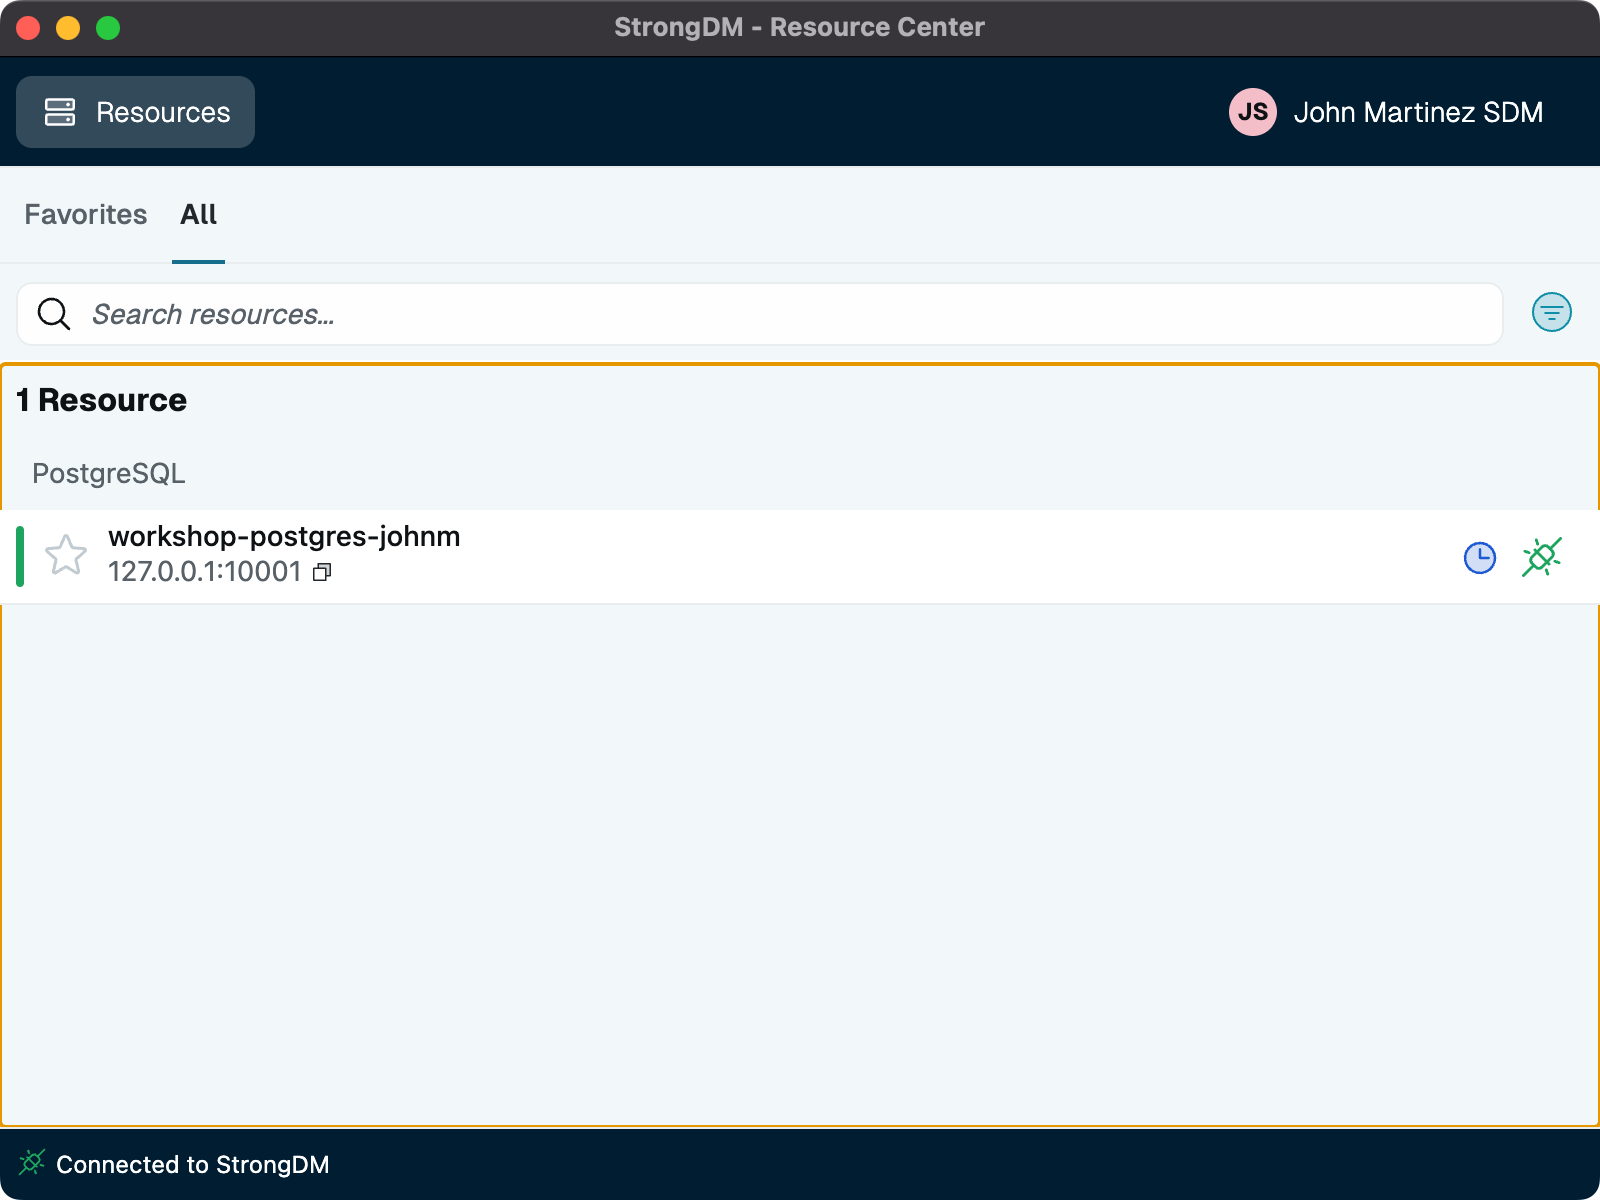 StrongDM - Resource Center
Resources
JS John Martinez SDM
Favorites All
Search resources...
1 Resource
PostgreSQL
workshop-postgres-johnm
127.0.0.1:10001
Connected to StrongDM